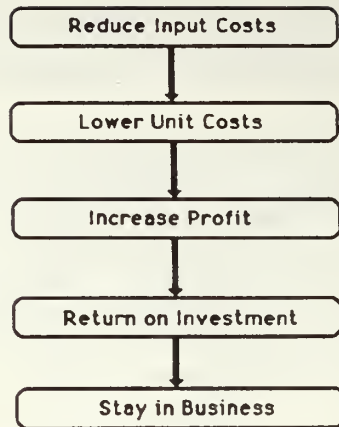 Reduce Input Costs
Lower Unit Costs
Increase Profit
Return on Investment
Stay in Business